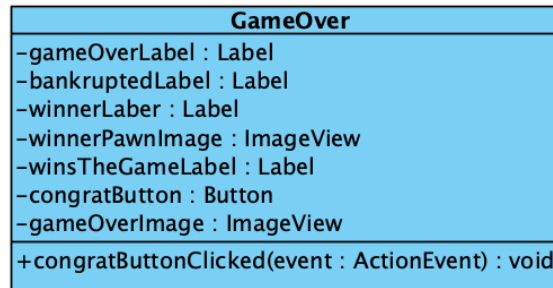 GameOver
-gameOverLabel : Label
-bankruptedLabel : Label
-winnerLaber : Label
-winnerPawnImage : ImageView
-winsTheGameLabel : Label
-congratButton : Button
-gameOverImage : ImageView
+congratButtonClicked(event : ActionEvent) : void